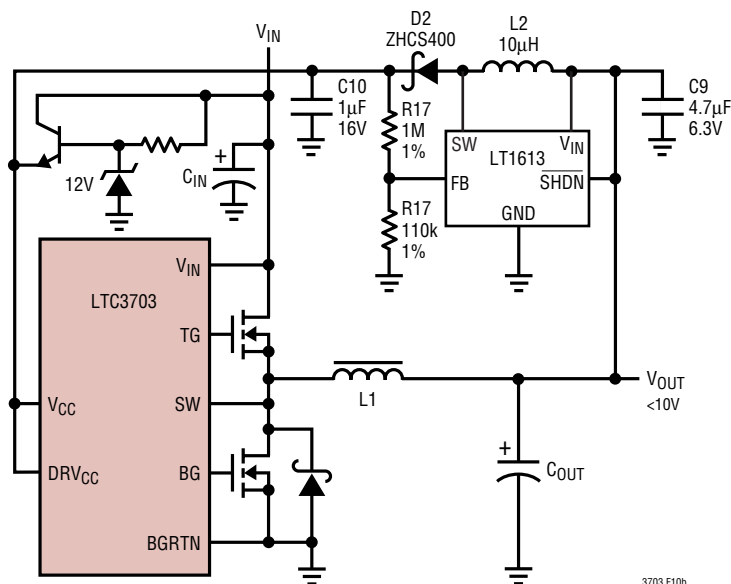 V_IN
D2
ZHCS400
L2
10µH
C10
1µF
16V
R17
1M
1%
C9
4.7µF
6.3V
SW
V_IN
LT1613
FB
SHDN
GND
12V
C_IN
R17
110k
1%
LTC3703
V_IN
TG
V_CC
SW
DRV_CC
BG
BGRTN
L1
V_OUT
<10V
+
+
C_OUT
3703 F10b